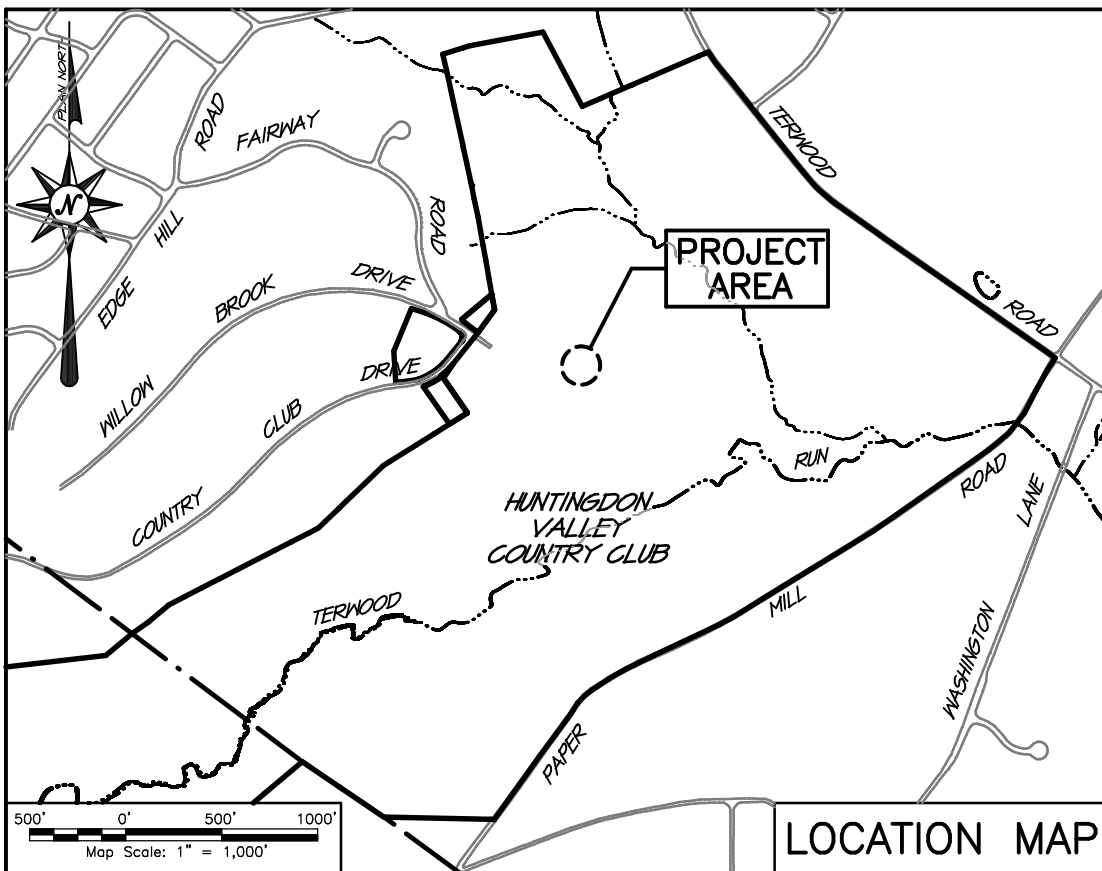 PLAN NORTH
N
ROAD
FAIRWAY
ROAD
EDGE
HILL
WILLOW
BROOK
DRIVE
COUNTRY
CLUB
DRIVE
TERWOOD
ROAD
PROJECT
AREA
HUNTINGDON
VALLEY
COUNTRY CLUB
TERWOOD
RUN
PAPER
MILL
ROAD
WASHINGTON
LANE
500' 0' 500' 1000'
Map Scale: 1" = 1,000'
LOCATION MAP